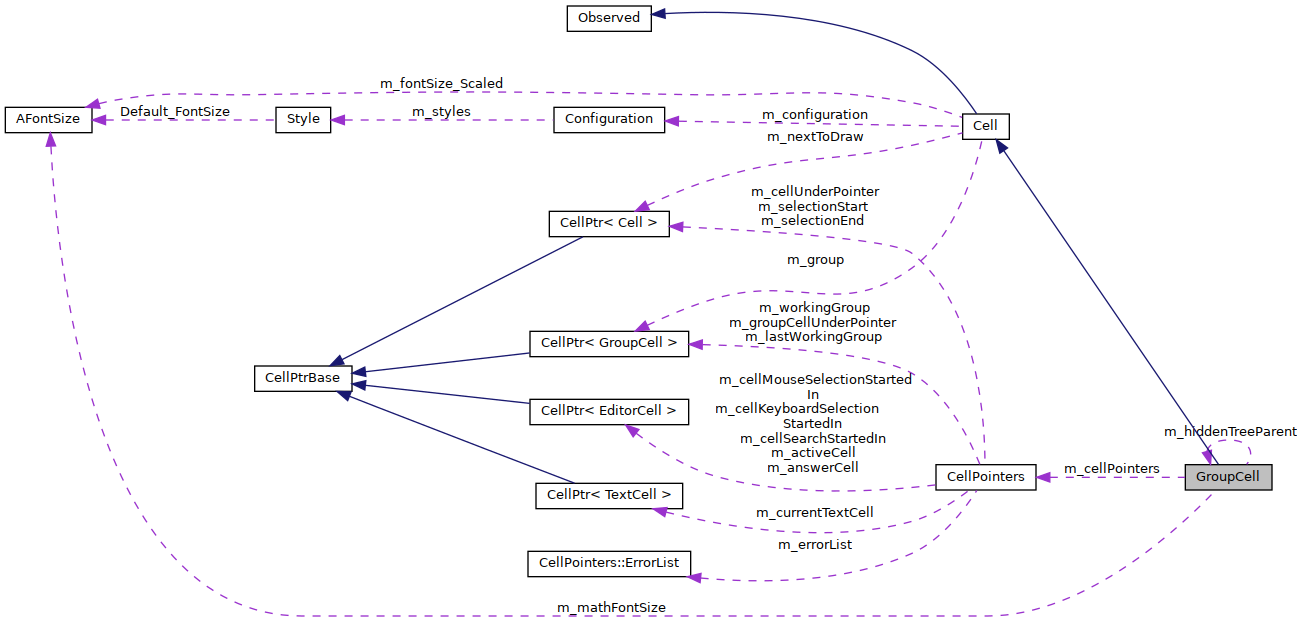 Observed
m_fontSize_Scaled
AFontSize
Default_FontSize
Style
m_styles
Configuration
m_configuration
Cell
m_nextToDraw
m_cellUnderPointer
m_selectionStart
m_selectionEnd
CellPtr< Cell >
m_group
m_workingGroup
m_groupCellUnderPointer
m_lastWorkingGroup
CellPtr< GroupCell >
CellPtrBase
m_cellMouseSelectionStarted
In
m_cellKeyboardSelection
StartedIn
m_cellSearchStartedIn
m_activeCell
m_answerCell
CellPtr< EditorCell >
m_hiddenTreeParent
m_cellPointers
CellPointers
GroupCell
CellPtr< TextCell >
m_currentTextCell
m_errorList
CellPointers::ErrorList
m_mathFontSize